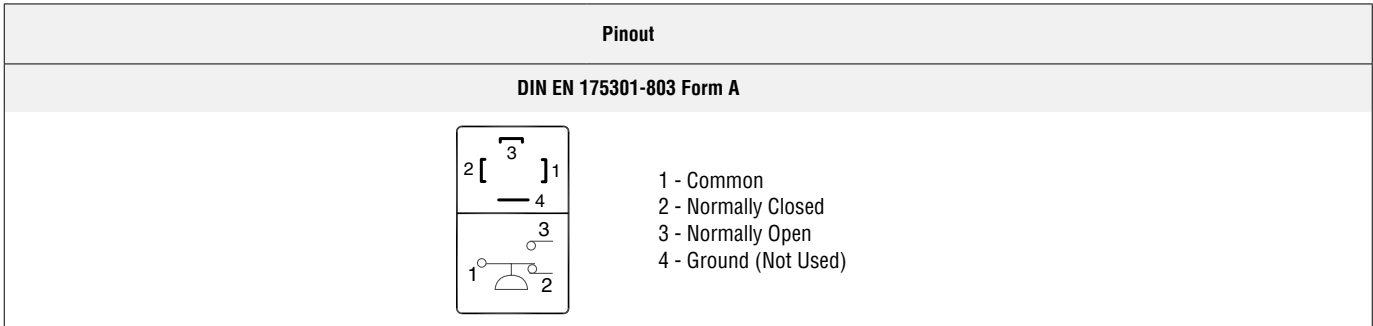 Pinout
DIN EN 175301-803 Form A
3
2 1
4
3
1
2
1 - Common
2 - Normally Closed
3 - Normally Open
4 - Ground (Not Used)